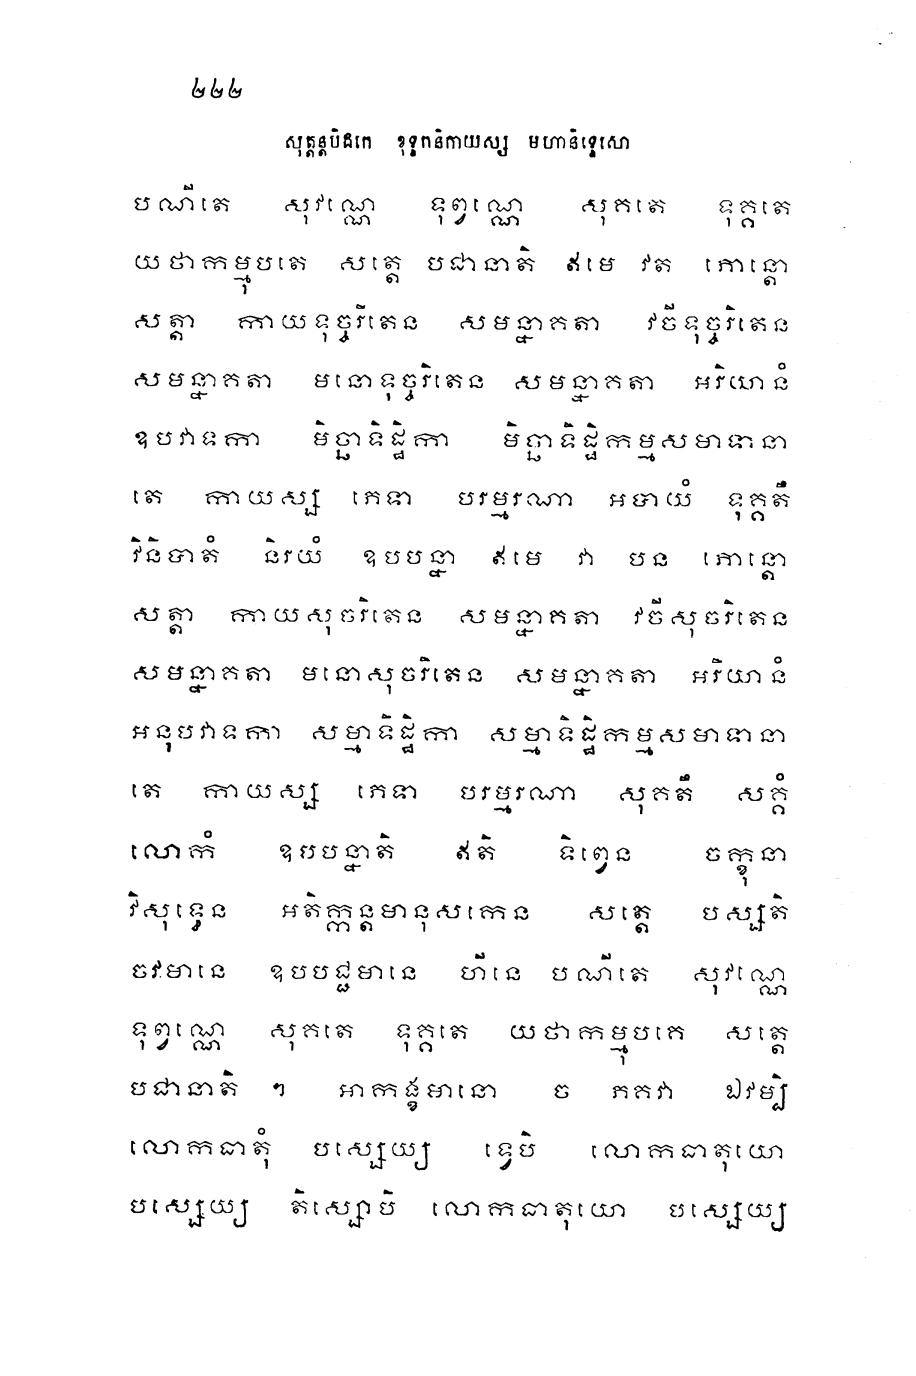 ២២២
សុត្តន្តបិដកេ ខុទ្ទកនិកាយស្ស មហានិទ្ទេសោ
បណីតេ សុវណ្ណេ ទុព្វណ្ណេ សុគតេ ទុគ្គតេ
យថាកម្មុបគេ សត្តេ បជានាតិ ឥមេ វត ភោន្តោ
សត្តា កាយទុច្ចរិតេន សមន្នាគតា វចីទុច្ចរិតេន
សមន្នាគតា មនោទុច្ចរិតេន សមន្នាគតា អរិយានំ
ឧបវាទកា មិច្ឆាទិដ្ឋិកា មិច្ឆាទិដ្ឋិកម្មសមាទានា
តេ កាយស្ស ភេទា បរម្មរណា អបាយំ ទុគ្គតឹ
វិនិបាតំ និរយំ ឧបបន្នា ឥមេ វា បន ភោន្តោ
សត្តា កាយសុចរិតេន សមន្នាគតា វចីសុចរិតេន
សមន្នាគតា មនោសុចរិតេន សមន្នាគតា អរិយានំ
អនុបវាទកា សម្មាទិដ្ឋិកា សម្មាទិដ្ឋិកម្មសមាទានា
តេ កាយស្ស ភេទា បរម្មរណា សុគតឹ សគ្គំ
លោកំ ឧបបន្នាតិ ឥតិ ទិព្វេន ចក្ខុនា
វិសុទ្ធេន អតិក្កន្តមានុសកេន សត្តេ បស្សតិ
ចវមានេ ឧបបជ្ជមានេ ហីនេ បណីតេ សុវណ្ណេ
ទុព្វណ្ណេ សុគតេ ទុគ្គតេ យថាកម្មុបគេ សត្តេ
បជានាតិ ។ អាកង្ខមានោ ច ភគវា ឯវម្បិ
លោកធាតុំ បស្សេយ្យ ទ្វេបិ លោកធាតុយោ
បស្សេយ្យ តិស្សោបិ លោកធាតុយោ បស្សេយ្យ